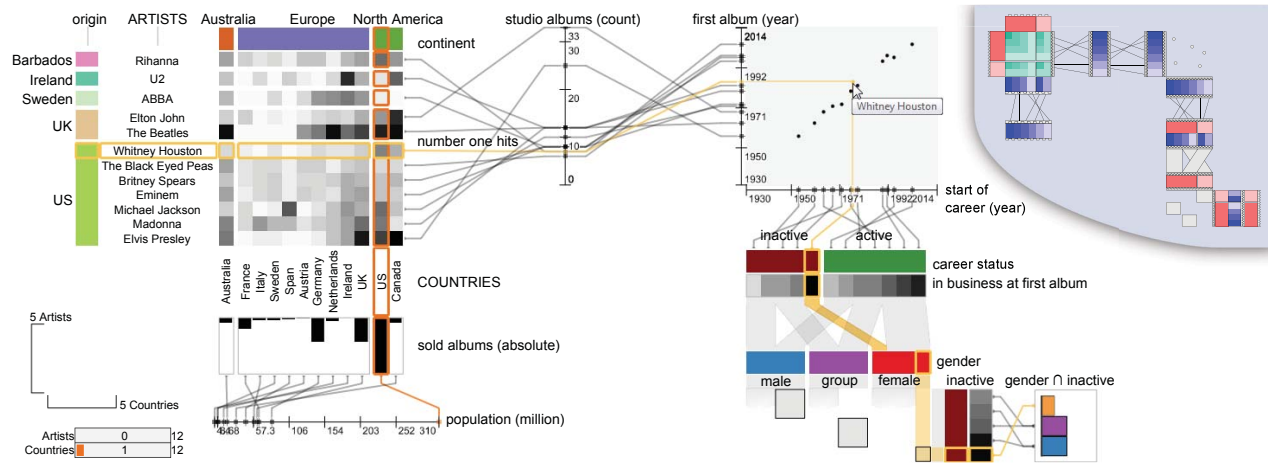 origin
ARTISTS
Australia
Europe
North America
continent
Barbados
Rihanna
Ireland
U2
Sweden
ABBA
UK
Elton John
The Beatles
number one hits
US
Whitney Houston
The Black Eyed Peas
Britney Spears
Eminem
Michael Jackson
Madonna
Elvis Presley
Australia
France
Italy
Sweden
Span
Austria
Germany
Netherlands
Ireland
UK
US
Canada
COUNTRIES
sold albums (absolute)
57.3
106
154
203
252
310
population (million)
5 Artists
5 Countries
Artists
0
12
Countries
1
12
studio albums (count)
33
30
20
10
0
first album (year)
2014
1992
1971
1950
1930
Whitney Houston
1930
1950
1971
1992
2014
start of
career (year)
inactive
active
career status
in business at first album
gender
male
group
female
inactive
gender ∩ inactive